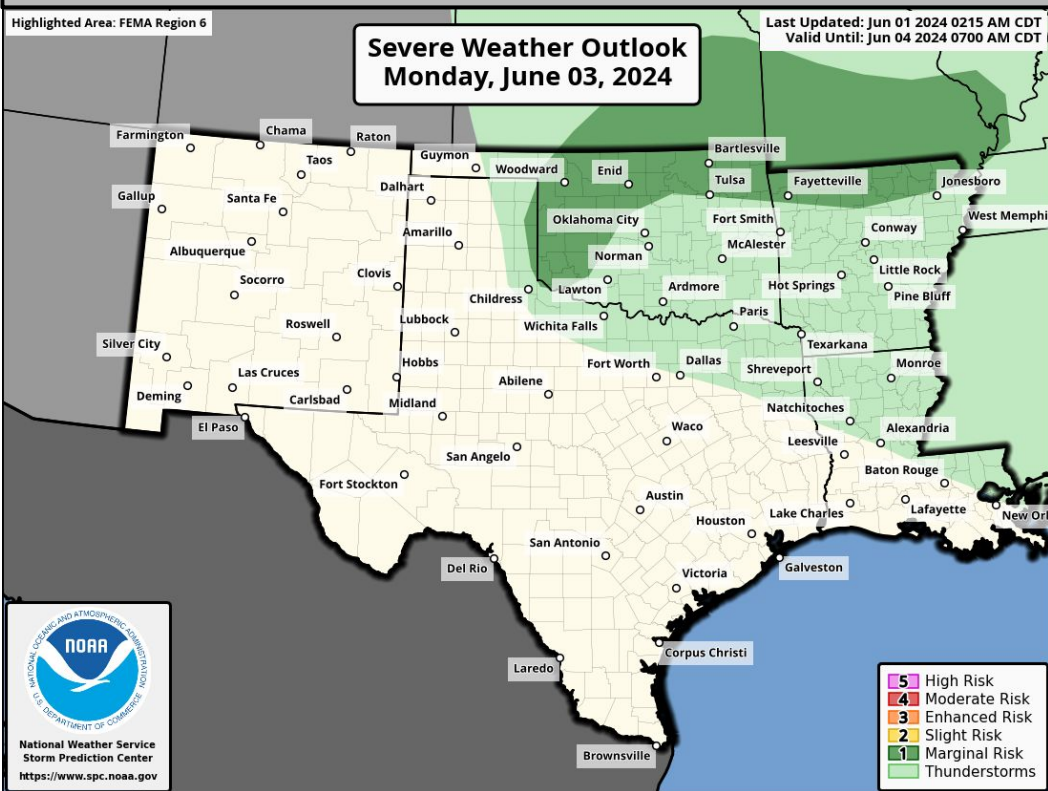 Highlighted Area: FEMA Region 6
Last Updated: Jun 01 2024 0215 AM CDT
Valid Until: Jun 04 2024 0700 AM CDT
Severe Weather Outlook
Monday, June 03, 2024
Farmington
Chama
Raton
Taos
Guymon
Woodward
Enid
Bartlesville
Tulsa
Fayetteville
Jonesboro
Gallup
Santa Fe
Dalhart
Amarillo
Oklahoma City
Fort Smith
West Memphi
Albuquerque
Norman
McAlester
Conway
Socorro
Clovis
Childress
Lawton
Ardmore
Hot Springs
Little Rock
Pine Bluff
Roswell
Lubbock
Wichita Falls
Paris
Texarkana
Silver City
Las Cruces
Hobbs
Abilene
Fort Worth
Dallas
Shreveport
Monroe
Deming
Carlsbad
Midland
Natchitoches
El Paso
Waco
Leesville
Alexandria
San Angelo
Fort Stockton
Baton Rouge
Austin
Lake Charles
Lafayette
New Orl
Houston
San Antonio
Del Rio
Victoria
Galveston
Laredo
Corpus Christi
Brownsville
NATIONAL OCEANIC AND ATMOSPHERIC ADMINISTRATION
NOAA
U.S. DEPARTMENT OF COMMERCE
National Weather Service
Storm Prediction Center
https://www.spc.noaa.gov
5 High Risk
4 Moderate Risk
3 Enhanced Risk
2 Slight Risk
1 Marginal Risk
Thunderstorms